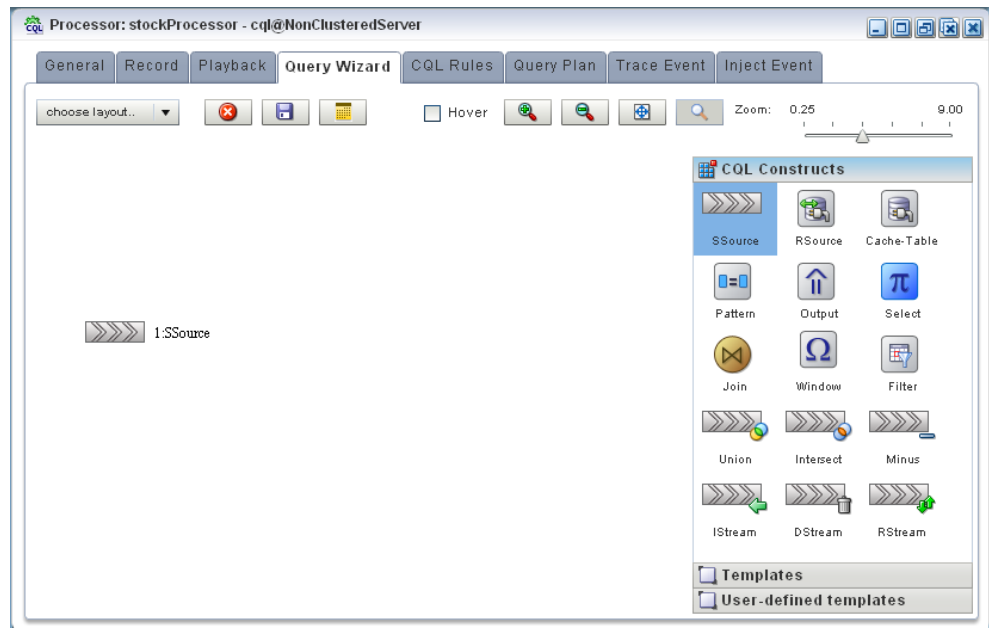 CQL Processor: stockProcessor - cql@NonClusteredServer
General Record Playback Query Wizard CQL Rules Query Plan Trace Event Inject Event
choose layout.. Hover Zoom: 0.25 9.00
CQL Constructs
SSource RSource Cache-Table
Pattern Output Select
1:SSource
Join Window Filter
Union Intersect Minus
IStream DStream RStream
Templates
User-defined templates